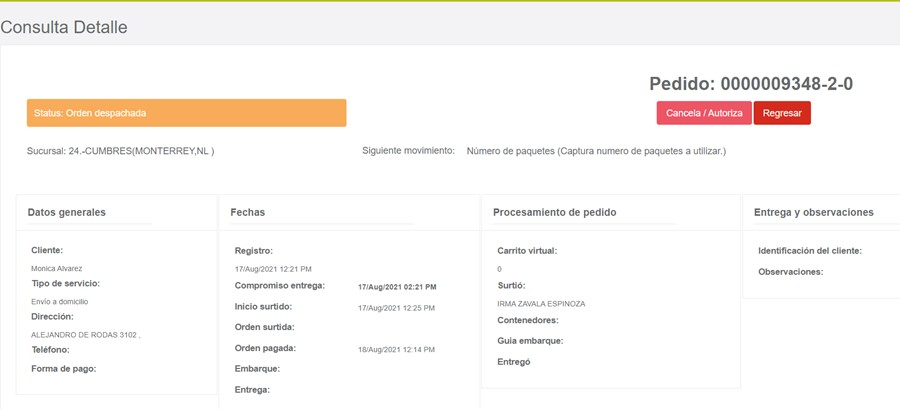 Consulta Detalle
Pedido: 0000009348-2-0
Status: Orden despachada
Cancela / Autoriza
Regresar
Sucursal: 24.-CUMBRES(MONTERREY,NL )
Siguiente movimiento: Número de paquetes (Captura numero de paquetes a utilizar.)
Datos generales
Cliente:
Monica Alvarez
Tipo de servicio:
Envío a domicilio
Dirección:
ALEJANDRO DE RODAS 3102 ,
Teléfono:
Forma de pago:
Fechas
Registro:
17/Aug/2021 12:21 PM
Compromiso entrega: 17/Aug/2021 02:21 PM
Inicio surtido: 17/Aug/2021 12:25 PM
Orden surtida:
Orden pagada: 18/Aug/2021 12:14 PM
Embarque:
Entrega:
Procesamiento de pedido
Carrito virtual:
0
Surtió:
IRMA ZAVALA ESPINOZA
Contenedores:
Guia embarque:
Entregó
Entrega y observaciones
Identificación del cliente:
Observaciones: